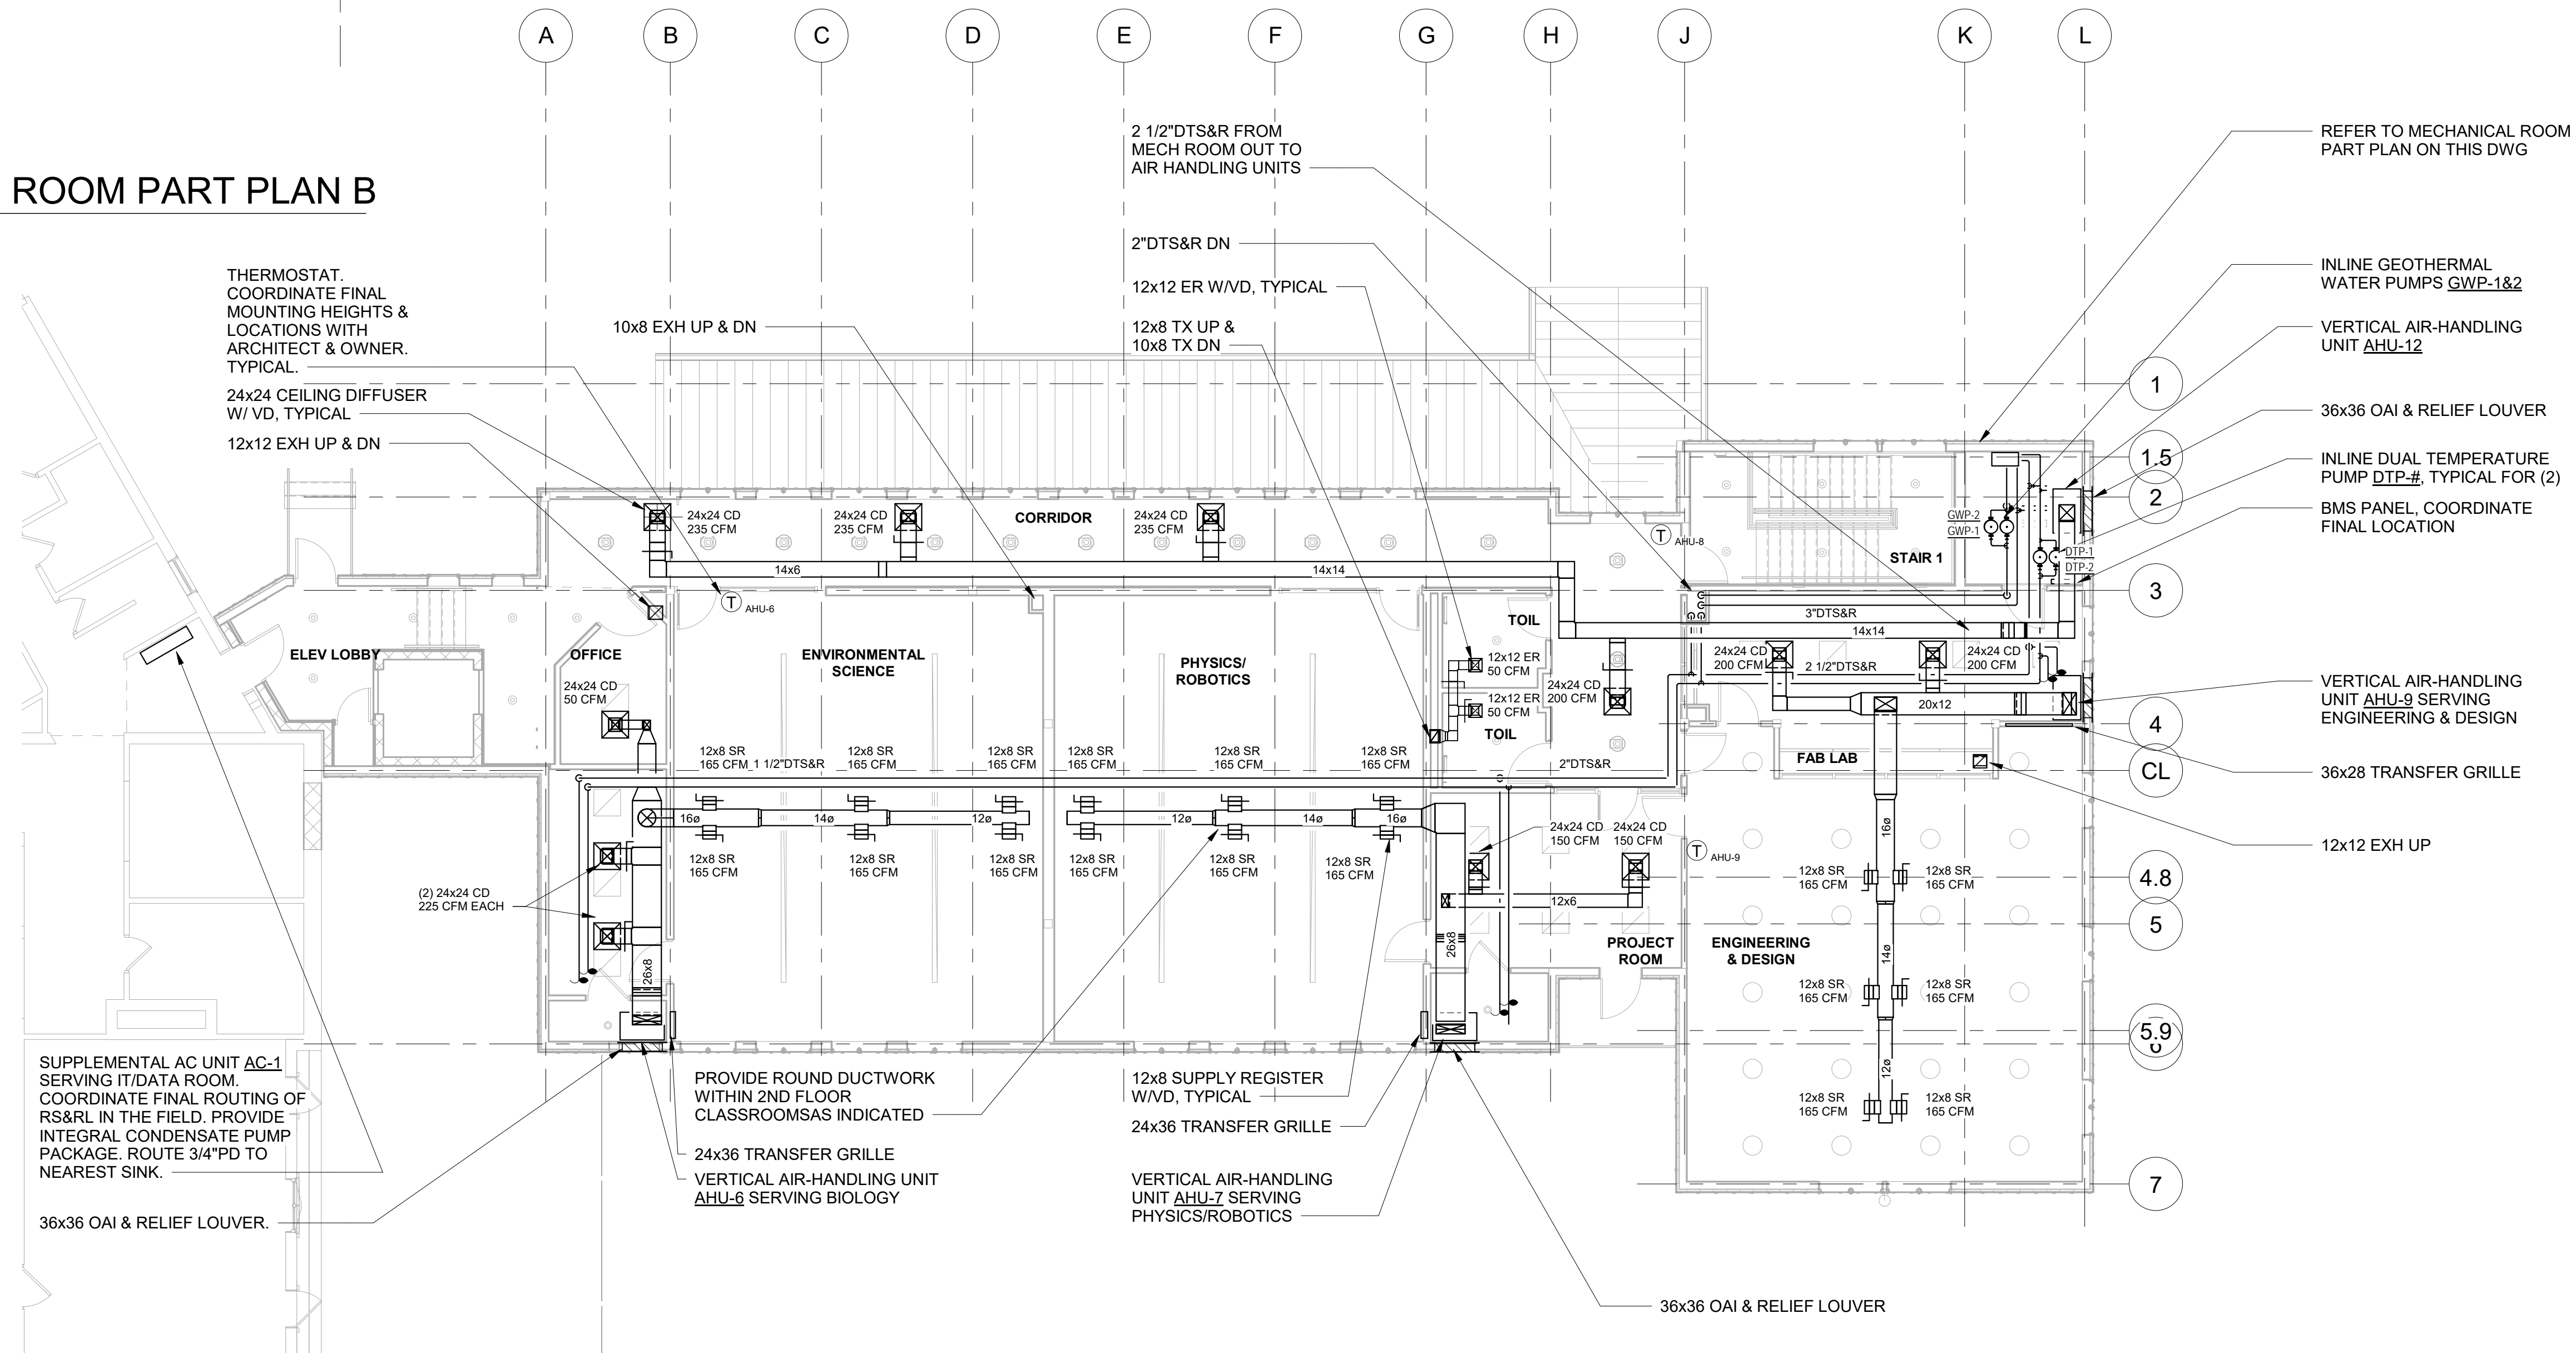 A
B
C
D
E
F
G
H
J
K
L
ROOM PART PLAN B
2 1/2"DTS&R FROM
MECH ROOM OUT TO
AIR HANDLING UNITS
2"DTS&R DN
12x12 ER W/VD, TYPICAL
12x8 TX UP &
10x8 TX DN
10x8 EXH UP & DN
THERMOSTAT.
COORDINATE FINAL
MOUNTING HEIGHTS &
LOCATIONS WITH
ARCHITECT & OWNER.
TYPICAL.
24x24 CEILING DIFFUSER
W/ VD, TYPICAL
12x12 EXH UP & DN
REFER TO MECHANICAL ROOM
PART PLAN ON THIS DWG
INLINE GEOTHERMAL
WATER PUMPS GWP-1&2
VERTICAL AIR-HANDLING
UNIT AHU-12
36x36 OAI & RELIEF LOUVER
INLINE DUAL TEMPERATURE
PUMP DTP-#, TYPICAL FOR (2)
BMS PANEL, COORDINATE
FINAL LOCATION
VERTICAL AIR-HANDLING
UNIT AHU-9 SERVING
ENGINEERING & DESIGN
36x28 TRANSFER GRILLE
12x12 EXH UP
1
1.5
2
3
4
CL
4.8
5
5.9
6
7
24x24 CD
235 CFM
24x24 CD
235 CFM
CORRIDOR
24x24 CD
235 CFM
14x6
14x14
T AHU-8
STAIR 1
GWP-2
GWP-1
DTP-1
DTP-2
T AHU-6
3"DTS&R
14x14
ELEV LOBBY
OFFICE
24x24 CD
50 CFM
ENVIRONMENTAL
SCIENCE
PHYSICS/
ROBOTICS
TOIL
12x12 ER
50 CFM
12x12 ER
50 CFM
TOIL
24x24 CD
200 CFM
24x24 CD
200 CFM
2 1/2"DTS&R
24x24 CD
200 CFM
20x12
FAB LAB
12x8 SR
165 CFM
1 1/2"DTS&R
12x8 SR
165 CFM
12x8 SR
165 CFM
12x8 SR
165 CFM
12x8 SR
165 CFM
12x8 SR
165 CFM
2"DTS&R
16ø
14ø
12ø
12ø
14ø
16ø
12x8 SR
165 CFM
12x8 SR
165 CFM
12x8 SR
165 CFM
12x8 SR
165 CFM
12x8 SR
165 CFM
12x8 SR
165 CFM
24x24 CD
150 CFM
24x24 CD
150 CFM
T AHU-9
12x6
(2) 24x24 CD
225 CFM EACH
26x8
26x8
PROJECT
ROOM
ENGINEERING
& DESIGN
16ø
12x8 SR
165 CFM
12x8 SR
165 CFM
14ø
12x8 SR
165 CFM
12x8 SR
165 CFM
12ø
12x8 SR
165 CFM
12x8 SR
165 CFM
SUPPLEMENTAL AC UNIT AC-1
SERVING IT/DATA ROOM.
COORDINATE FINAL ROUTING OF
RS&RL IN THE FIELD. PROVIDE
INTEGRAL CONDENSATE PUMP
PACKAGE. ROUTE 3/4"PD TO
NEAREST SINK.
36x36 OAI & RELIEF LOUVER.
PROVIDE ROUND DUCTWORK
WITHIN 2ND FLOOR
CLASSROOMSAS INDICATED
24x36 TRANSFER GRILLE
VERTICAL AIR-HANDLING UNIT
AHU-6 SERVING BIOLOGY
12x8 SUPPLY REGISTER
W/VD, TYPICAL
24x36 TRANSFER GRILLE
VERTICAL AIR-HANDLING
UNIT AHU-7 SERVING
PHYSICS/ROBOTICS
36x36 OAI & RELIEF LOUVER